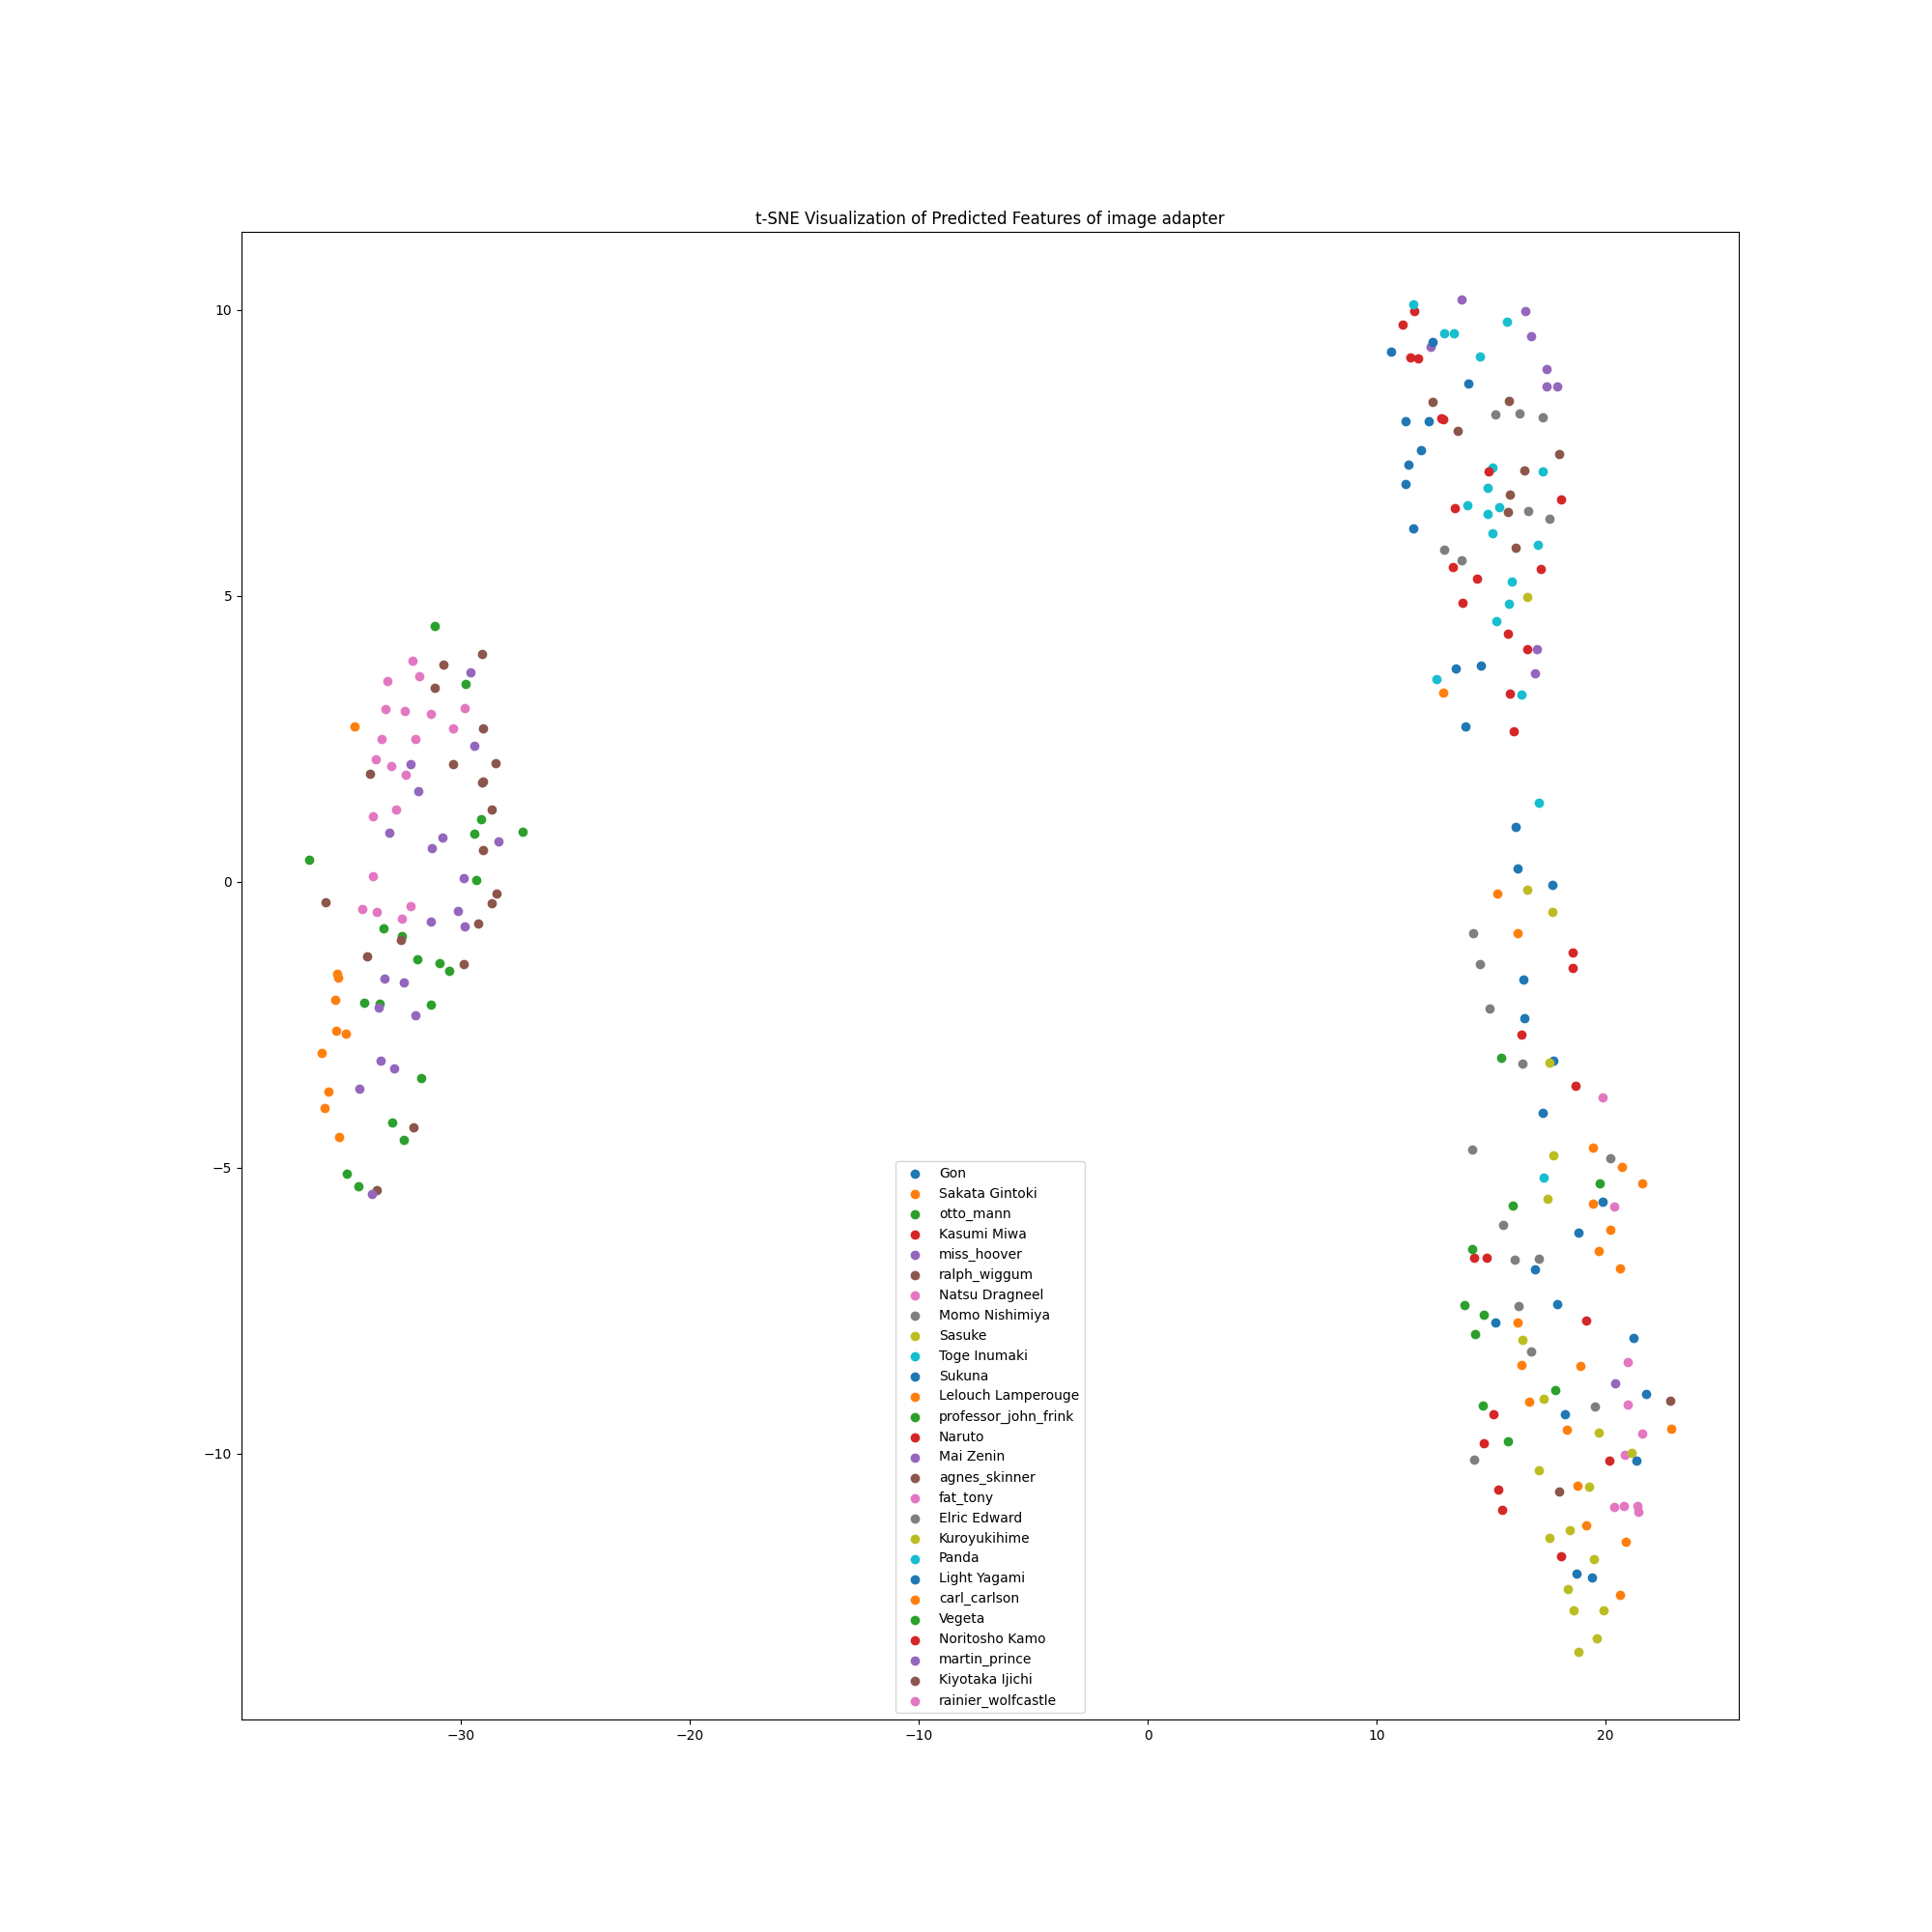 t-SNE Visualization of Predicted Features of image adapter
10
5
0
−5
−10
Gon
Sakata Gintoki
otto_mann
Kasumi Miwa
miss_hoover
ralph_wiggum
Natsu Dragneel
Momo Nishimiya
Sasuke
Toge Inumaki
Sukuna
Lelouch Lamperouge
professor_john_frink
Naruto
Mai Zenin
agnes_skinner
fat_tony
Elric Edward
Kuroyukihime
Panda
Light Yagami
carl_carlson
Vegeta
Noritosho Kamo
martin_prince
Kiyotaka Ijichi
rainier_wolfcastle
−30 −20 −10 0 10 20